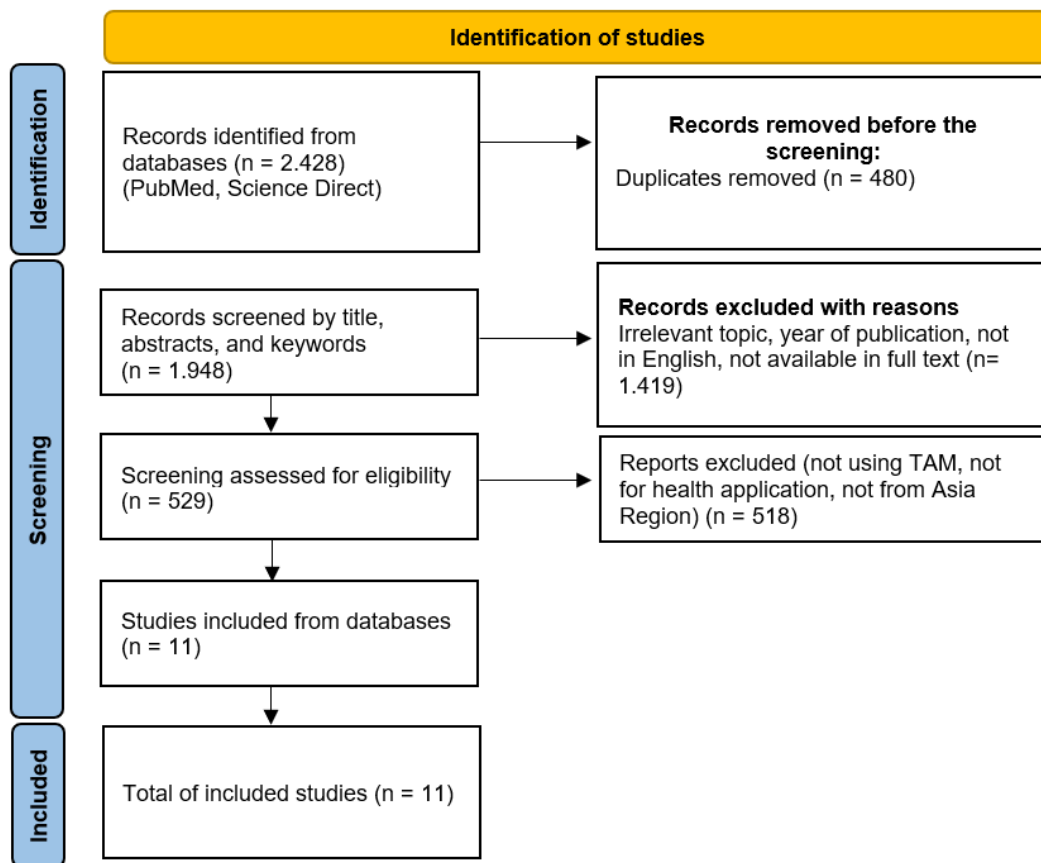 Identification of studies
Identification
Records identified from
databases (n = 2.428)
(PubMed, Science Direct)
Records removed before the
screening:
Duplicates removed (n = 480)
Screening
Records screened by title,
abstracts, and keywords
(n = 1.948)
Records excluded with reasons
Irrelevant topic, year of publication, not
in English, not available in full text (n=
1.419)
Screening assessed for eligibility
(n = 529)
Reports excluded (not using TAM, not
for health application, not from Asia
Region) (n = 518)
Studies included from databases
(n = 11)
Included
Total of included studies (n = 11)